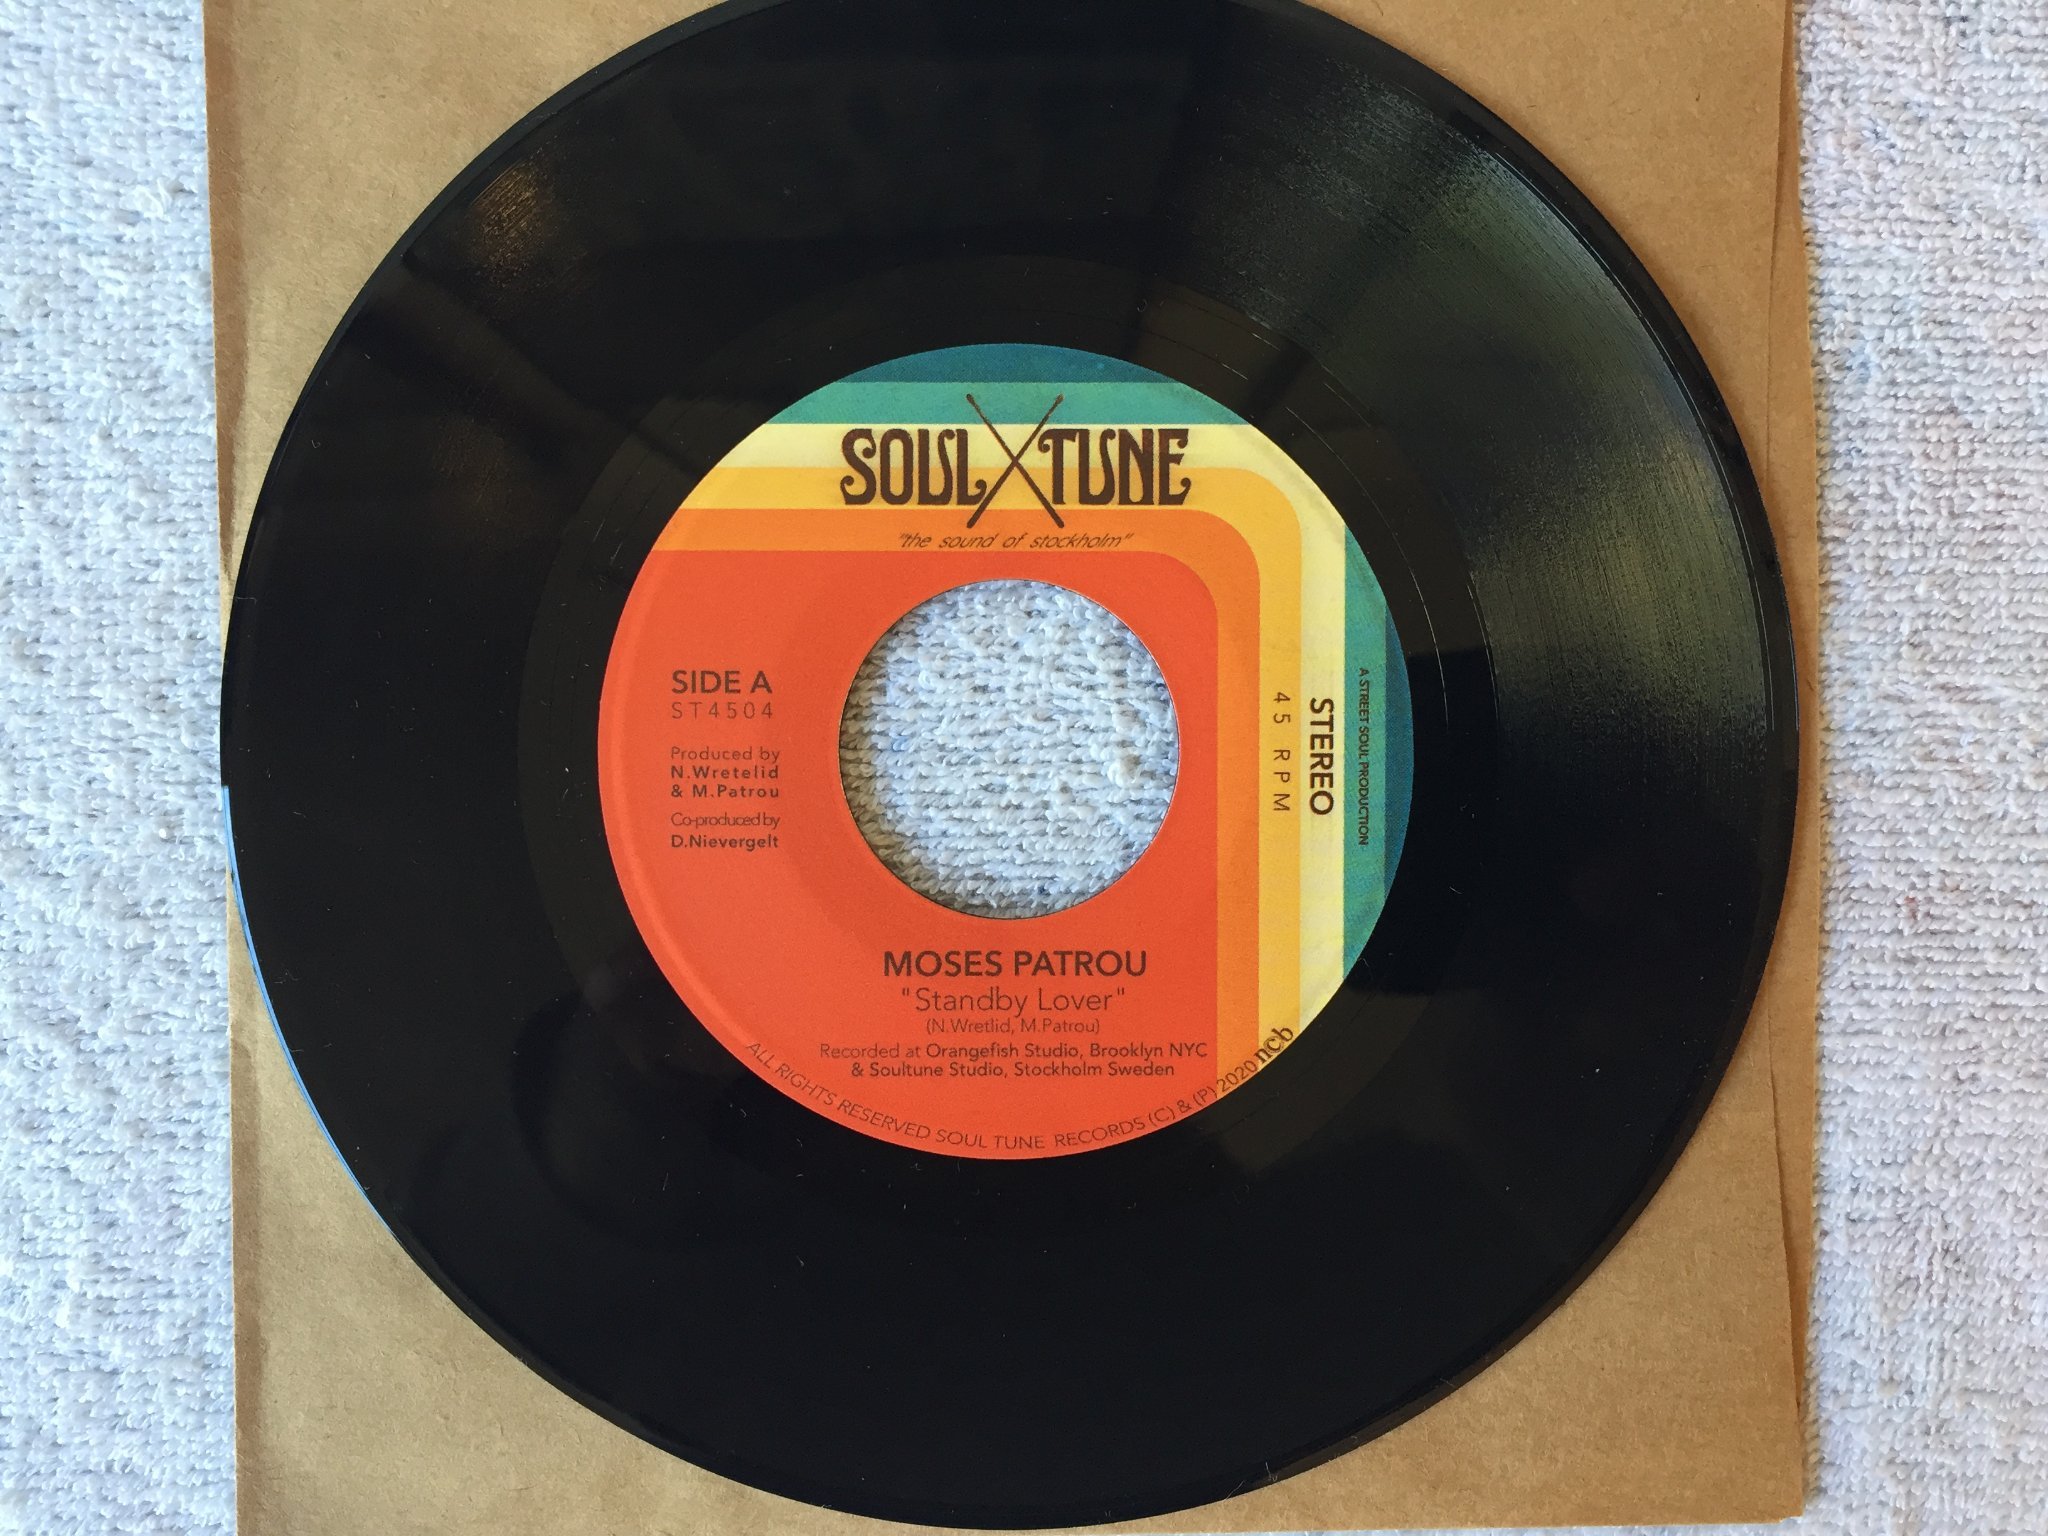 SOUL TUNE
"the sound of stockholm"
SIDE A
ST4504
Produced by
N.Wretelid
& M.Patrou
Co-produced by
D.Nievergelt
STEREO
45 RPM
A STREET SOUL PRODUCTION
MOSES PATROU
"Standby Lover"
(N.Wretlid, M.Patrou)
Recorded at Orangefish Studio, Brooklyn NYC
& Soultune Studio, Stockholm Sweden
ALL RIGHTS RESERVED SOUL TUNE RECORDS (C) & (P) 2020 ncb